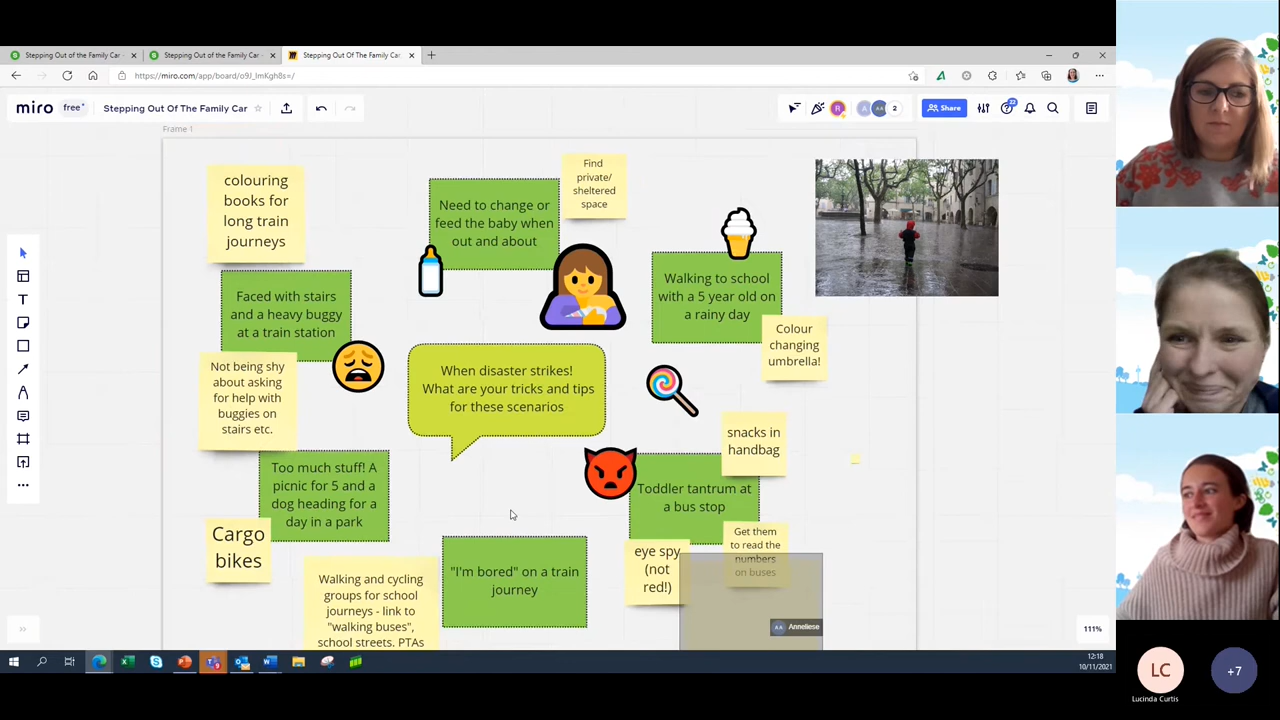 Stepping Out of the Family Car -
Stepping Out of the Family Car -
Stepping Out Of The Family Car -
https://miro.com/app/board/o9J_lmKgh8s=/
miro
free
Stepping Out Of The Family Car
R
A
AA
2
Share
22
Frame 1
colouring
books for
long train
journeys
Need to change or
feed the baby when
out and about
Find
private/
sheltered
space
Faced with stairs
and a heavy buggy
at a train station
Walking to school
with a 5 year old on
a rainy day
Colour
changing
umbrella!
Not being shy
about asking
for help with
buggies on
stairs etc.
When disaster strikes!
What are your tricks and tips
for these scenarios
snacks in
handbag
Too much stuff! A
picnic for 5 and a
dog heading for a
day in a park
Toddler tantrum at
a bus stop
Cargo
bikes
Get them
to read the
numbers
on buses
eye spy
(not
red!)
"I'm bored" on a train
journey
Walking and cycling
groups for school
journeys - link to
"walking buses",
school streets. PTAs
AA Anneliese
111%
12:18
10/11/2021
LC
+7
Lucinda Curtis